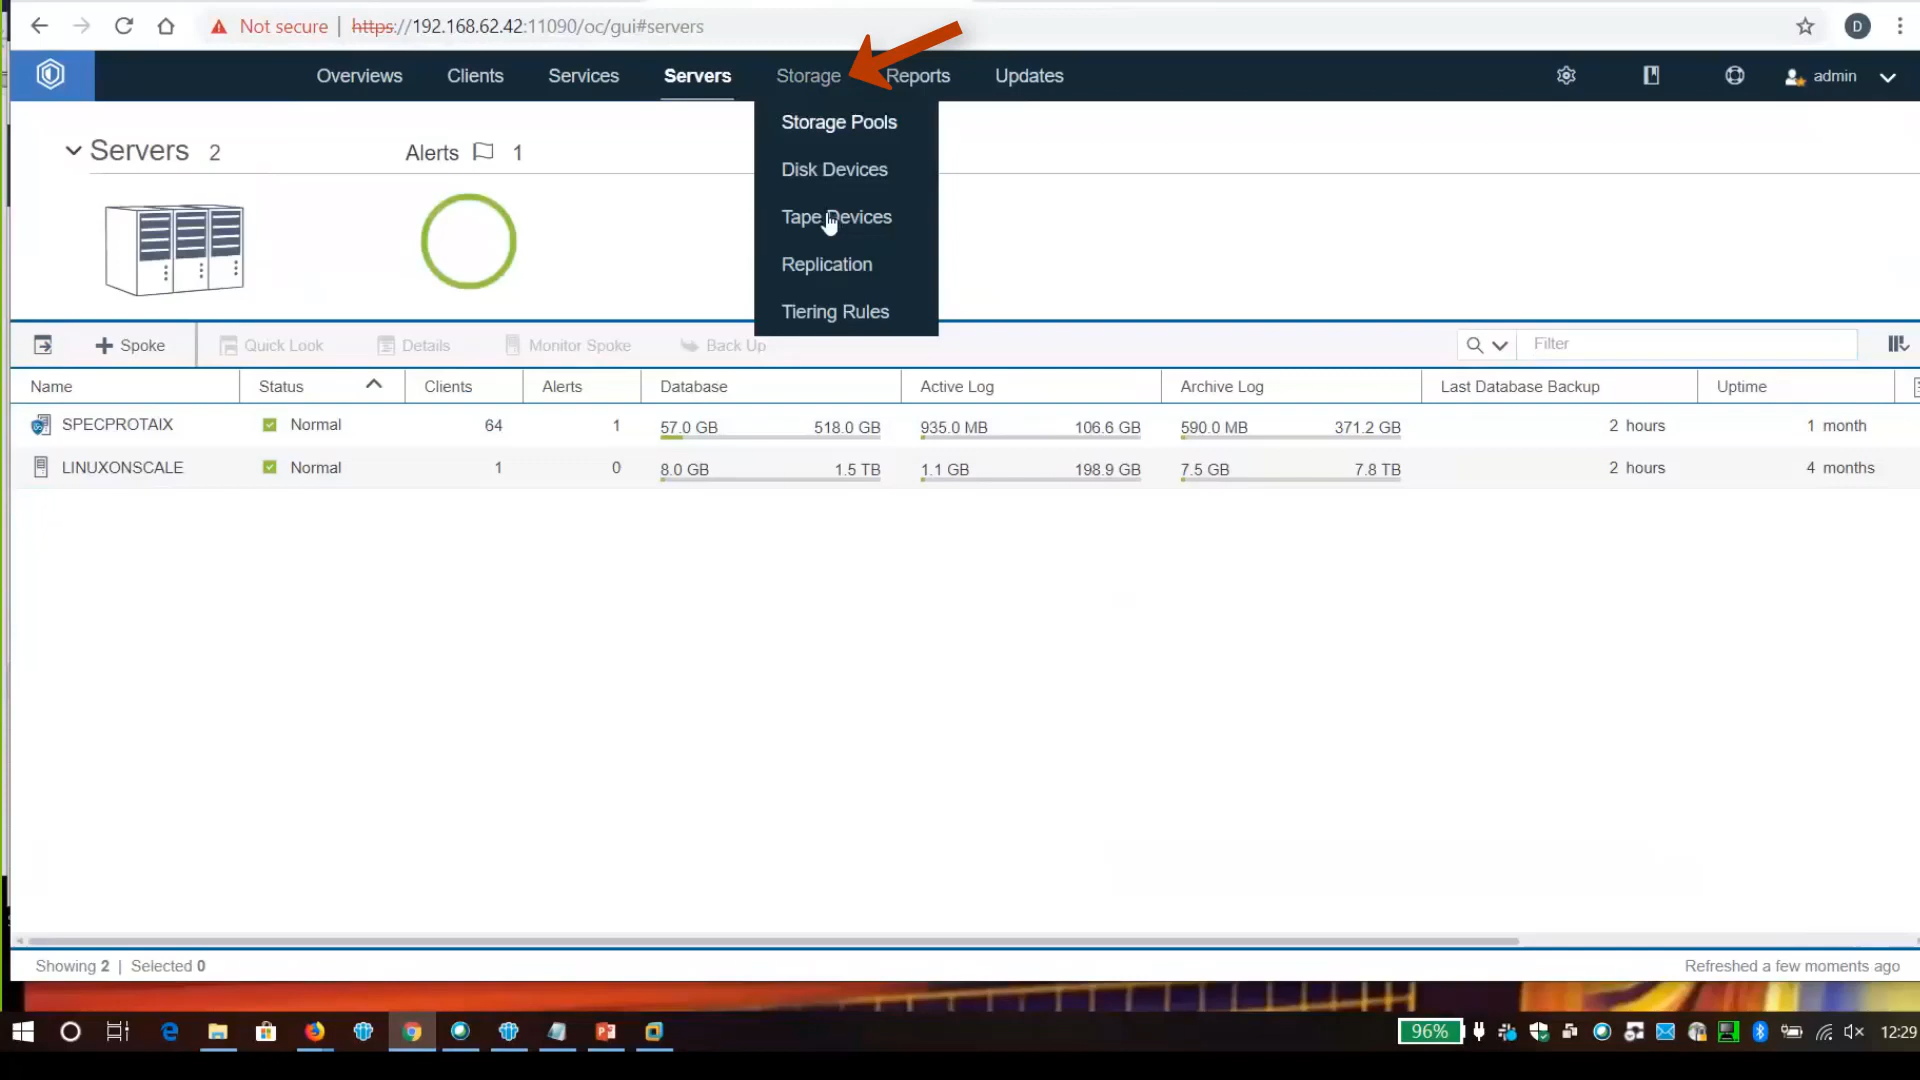 Not secure | https://192.168.62.42:11090/oc/gui#servers
D
Overviews Clients Services Servers Storage Reports Updates admin
Storage Pools
Disk Devices
Tape Devices
Replication
Tiering Rules
Servers 2 Alerts 1
+ Spoke Quick Look Details Monitor Spoke Back Up Filter
Name Status Clients Alerts Database Active Log Archive Log Last Database Backup Uptime
SPECPROTAIX Normal 64 1 57.0 GB 518.0 GB 935.0 MB 106.6 GB 590.0 MB 371.2 GB 2 hours 1 month
LINUXONSCALE Normal 1 0 8.0 GB 1.5 TB 1.1 GB 198.9 GB 7.5 GB 7.8 TB 2 hours 4 months
Showing 2 | Selected 0 Refreshed a few moments ago
96% 12:29